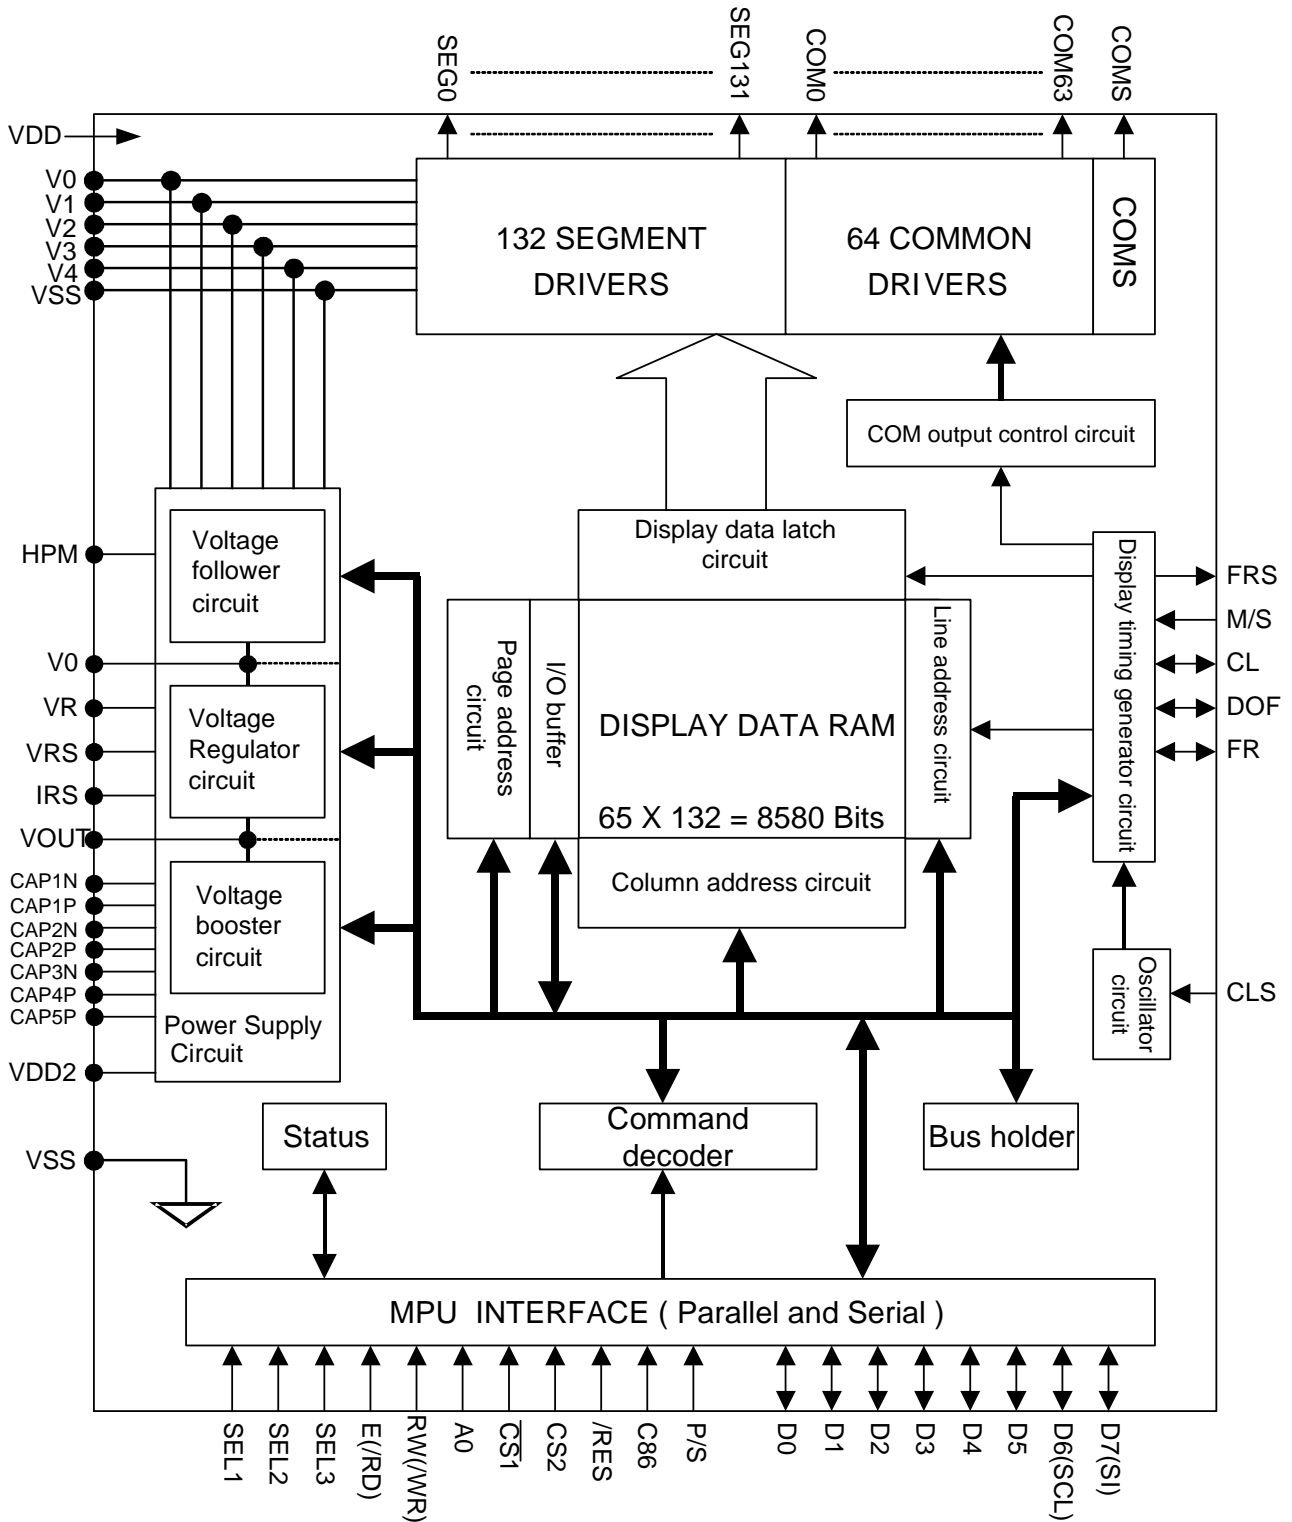 SEG0
SEG131
COM0
COM63
COMS
VDD
V0
V1
V2
V3
V4
VSS
132 SEGMENT
DRIVERS
64 COMMON
DRIVERS
COMS
COM output control circuit
Voltage
follower
circuit
Display data latch
circuit
Display timing generator circuit
HPM
FRS
M/S
CL
DOF
FR
V0
VR
VRS
IRS
VOUT
Voltage
Regulator
circuit
Page address
circuit
I/O buffer
DISPLAY DATA RAM
65 X 132 = 8580 Bits
Line address circuit
Column address circuit
CAP1N
CAP1P
CAP2N
CAP2P
CAP3N
CAP4P
CAP5P
Voltage
booster
circuit
Power Supply
Circuit
Oscillator
circuit
CLS
VDD2
Status
Command
decoder
Bus holder
VSS
MPU INTERFACE ( Parallel and Serial )
SEL1
SEL2
SEL3
E(/RD)
RW(/WR)
A0
CS1
CS2
/RES
C86
P/S
D0
D1
D2
D3
D4
D5
D6(SCL)
D7(SI)